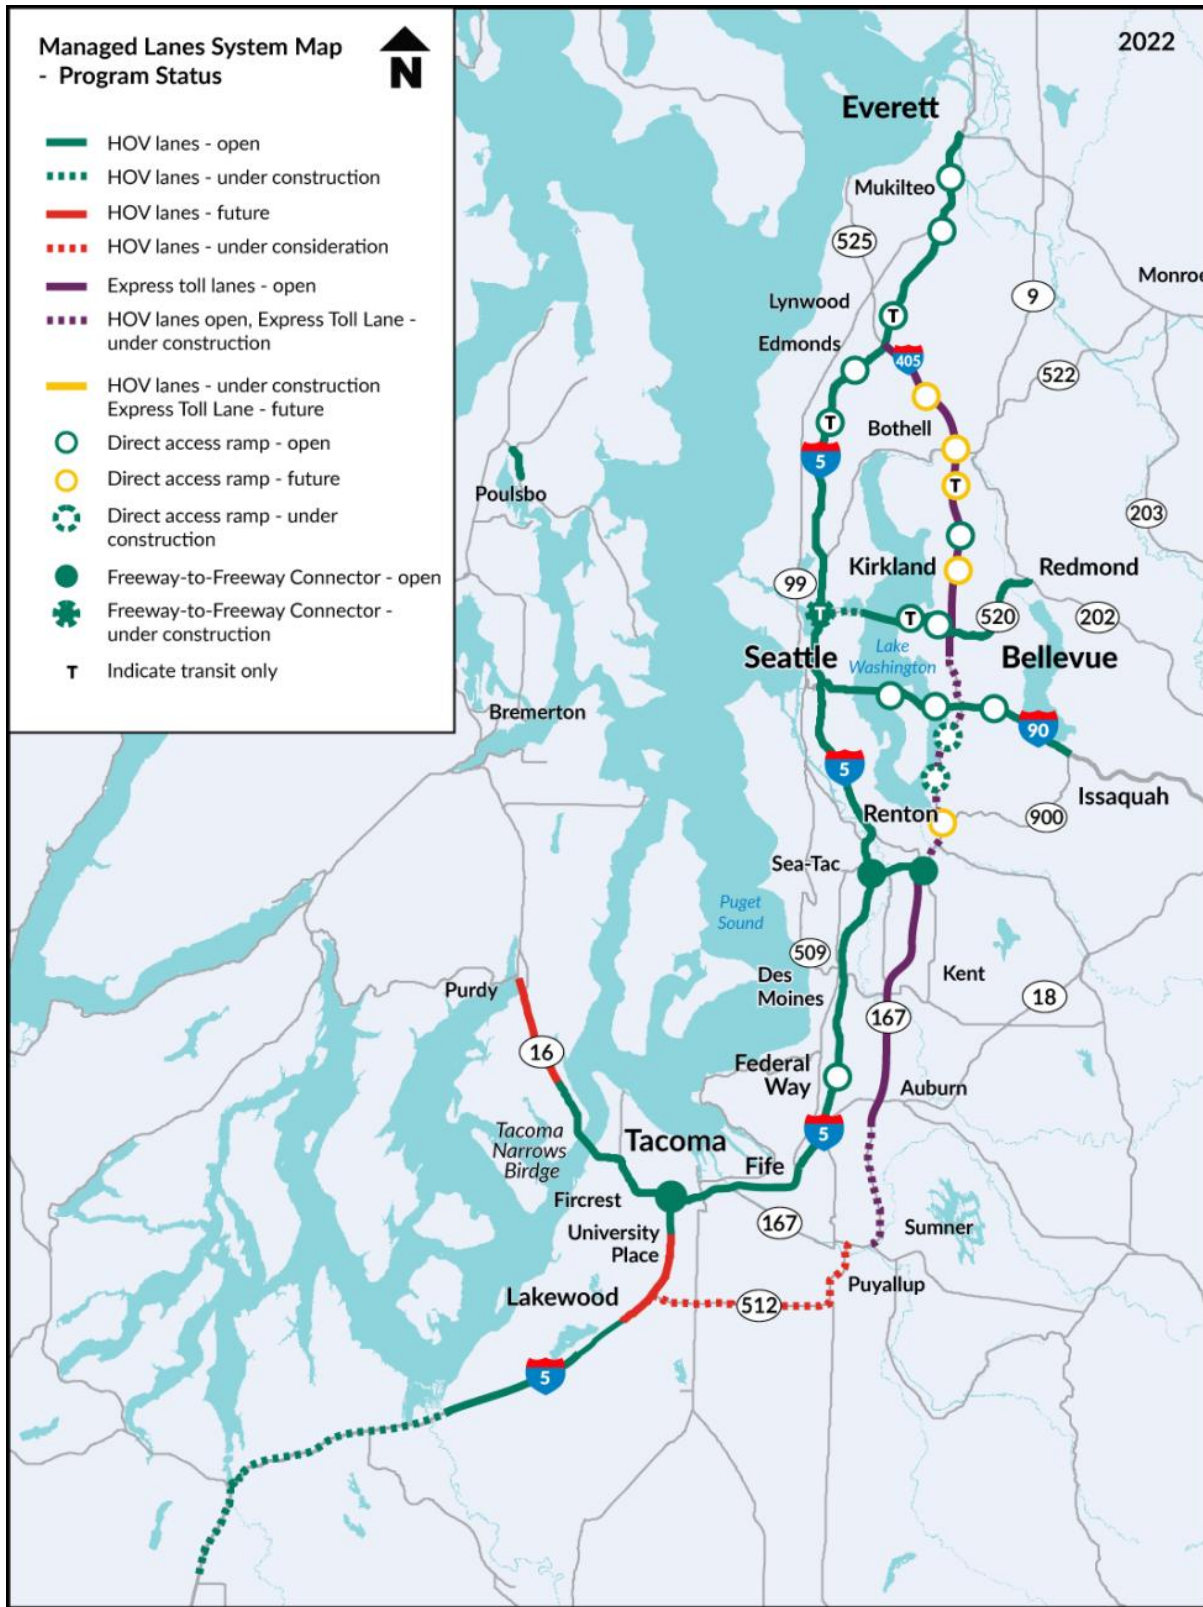 Managed Lanes System Map
- Program Status
N
2022
HOV lanes - open
HOV lanes - under construction
HOV lanes - future
HOV lanes - under consideration
Express toll lanes - open
HOV lanes open, Express Toll Lane -
under construction
HOV lanes - under construction
Express Toll Lane - future
Direct access ramp - open
Direct access ramp - future
Direct access ramp - under
construction
Freeway-to-Freeway Connector - open
Freeway-to-Freeway Connector -
under construction
T Indicate transit only
Everett
Mukilteo
525
Monroe
9
Lynwood
T
Edmonds
405
522
T
Bothell
5
T
Poulsbo
203
Kirkland
Redmond
99
T
T
520
202
Seattle
Lake
Washington
Bellevue
Bremerton
90
5
Issaquah
Renton
900
Sea-Tac
Puget
Sound
509
Kent
Des
Moines
Purdy
18
167
16
Federal
Way
Auburn
5
Tacoma
Narrows
Birdge
Tacoma
Fife
Fircrest
167
Sumner
University
Place
Puyallup
Lakewood
512
5